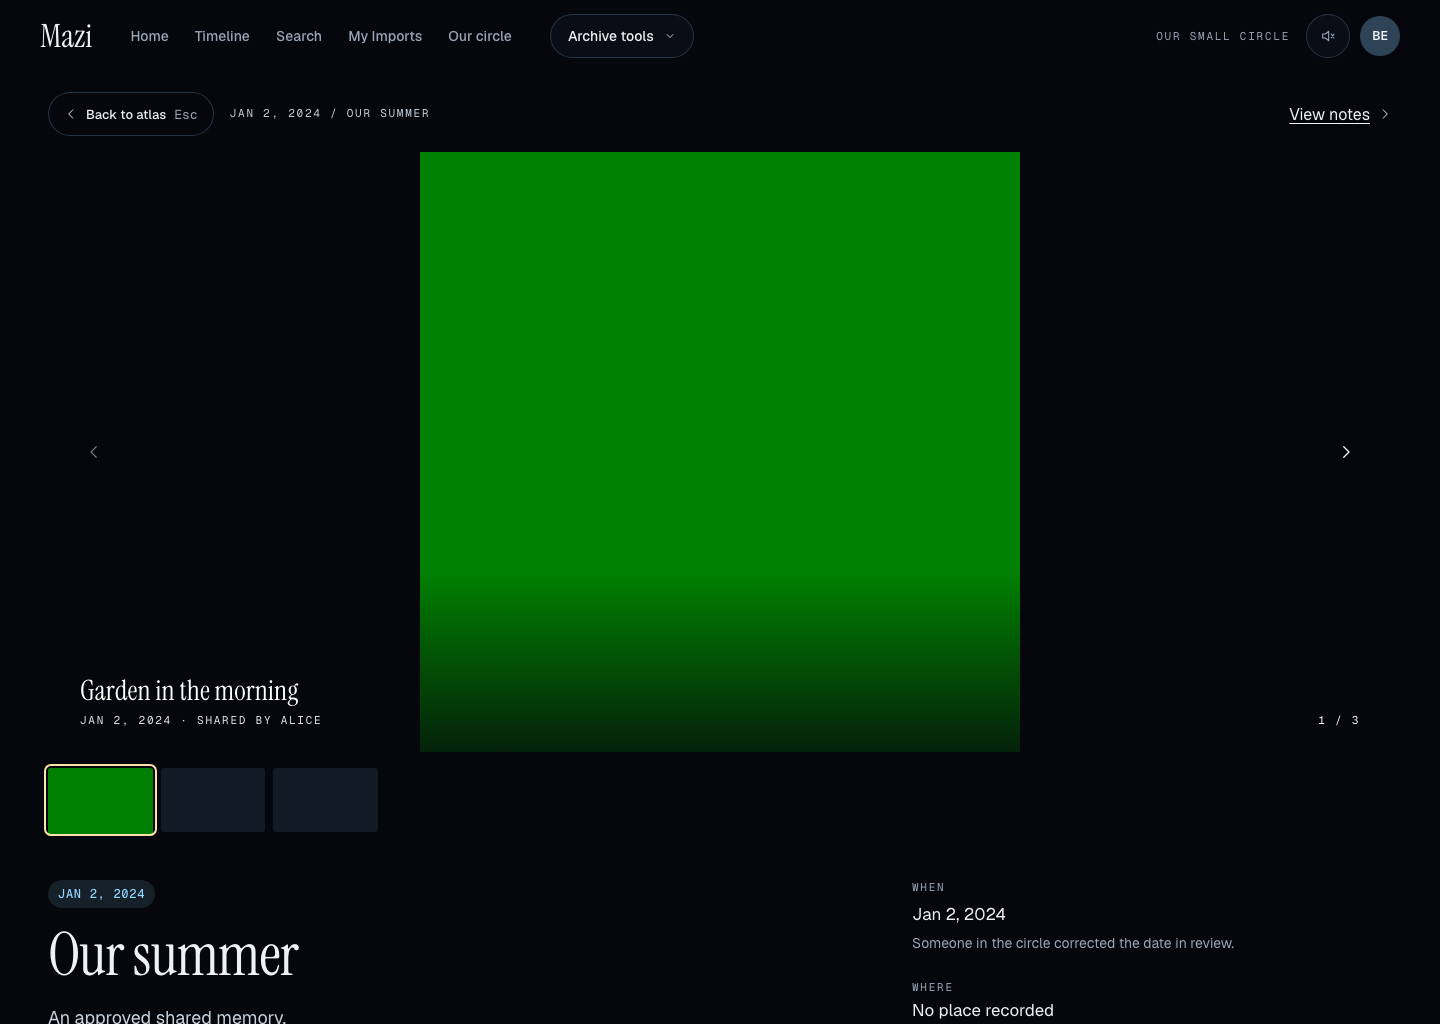 Mazi
Home
Timeline
Search
My Imports
Our circle
Archive tools
OUR SMALL CIRCLE
BE
Back to atlas Esc
JAN 2, 2024 / OUR SUMMER
View notes
Garden in the morning
JAN 2, 2024 · SHARED BY ALICE
1 / 3
JAN 2, 2024
Our summer
An approved shared memory.
WHEN
Jan 2, 2024
Someone in the circle corrected the date in review.
WHERE
No place recorded